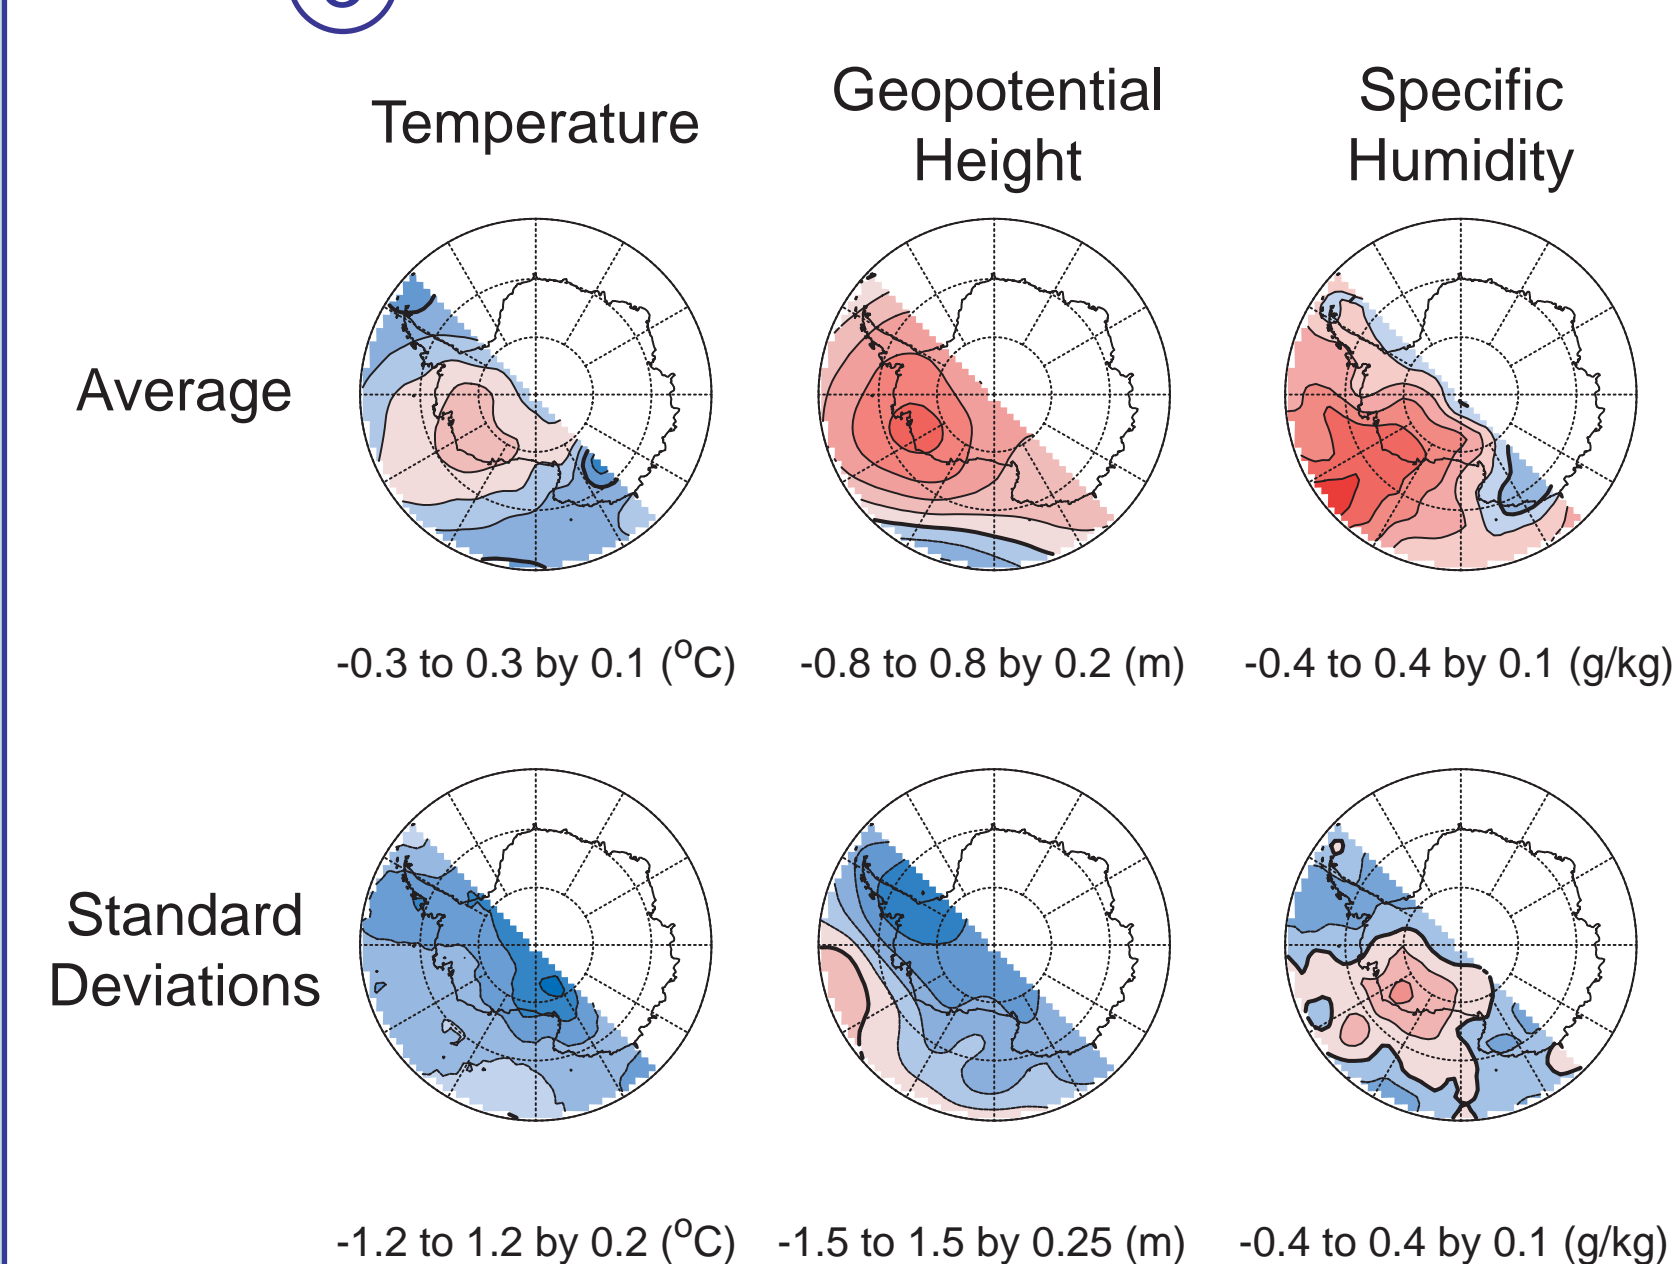 Temperature
Geopotential
Height
Specific
Humidity
Average
-0.3 to 0.3 by 0.1 (°C)
-0.8 to 0.8 by 0.2 (m)
-0.4 to 0.4 by 0.1 (g/kg)
Standard
Deviations
-1.2 to 1.2 by 0.2 (°C)
-1.5 to 1.5 by 0.25 (m)
-0.4 to 0.4 by 0.1 (g/kg)